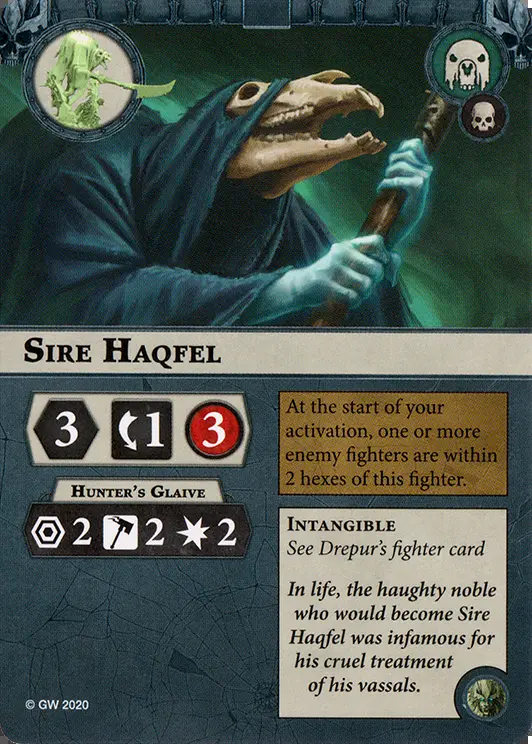 Sire Haqfel
3 1 3
Hunter's Glaive
2 2 2
At the start of your
activation, one or more
enemy fighters are within
2 hexes of this fighter.
Intangible
See Drepur's fighter card
In life, the haughty noble
who would become Sire
Haqfel was infamous for
his cruel treatment
of his vassals.
© GW 2020